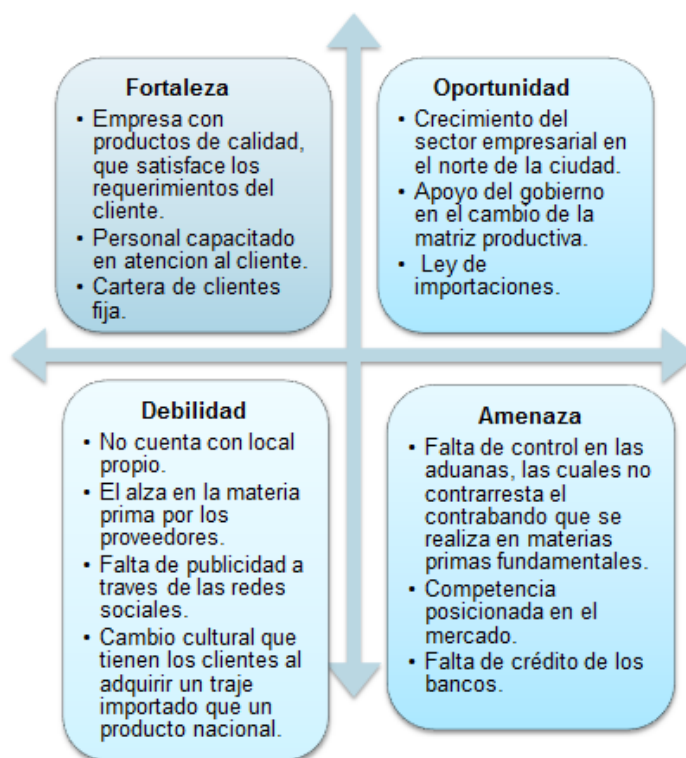 Fortaleza
• Empresa con
productos de calidad,
que satisface los
requerimientos del
cliente.
• Personal capacitado
en atencion al cliente.
• Cartera de clientes
fija.
Oportunidad
• Crecimiento del
sector empresarial en
el norte de la ciudad.
• Apoyo del gobierno
en el cambio de la
matriz productiva.
• Ley de
importaciones.
Debilidad
• No cuenta con local
propio.
• El alza en la materia
prima por los
proveedores.
• Falta de publicidad a
traves de las redes
sociales.
• Cambio cultural que
tienen los clientes al
adquirir un traje
importado que un
producto nacional.
Amenaza
• Falta de control en las
aduanas, las cuales no
contrarresta el
contrabando que se
realiza en materias
primas fundamentales.
• Competencia
posicionada en el
mercado.
• Falta de crédito de los
bancos.